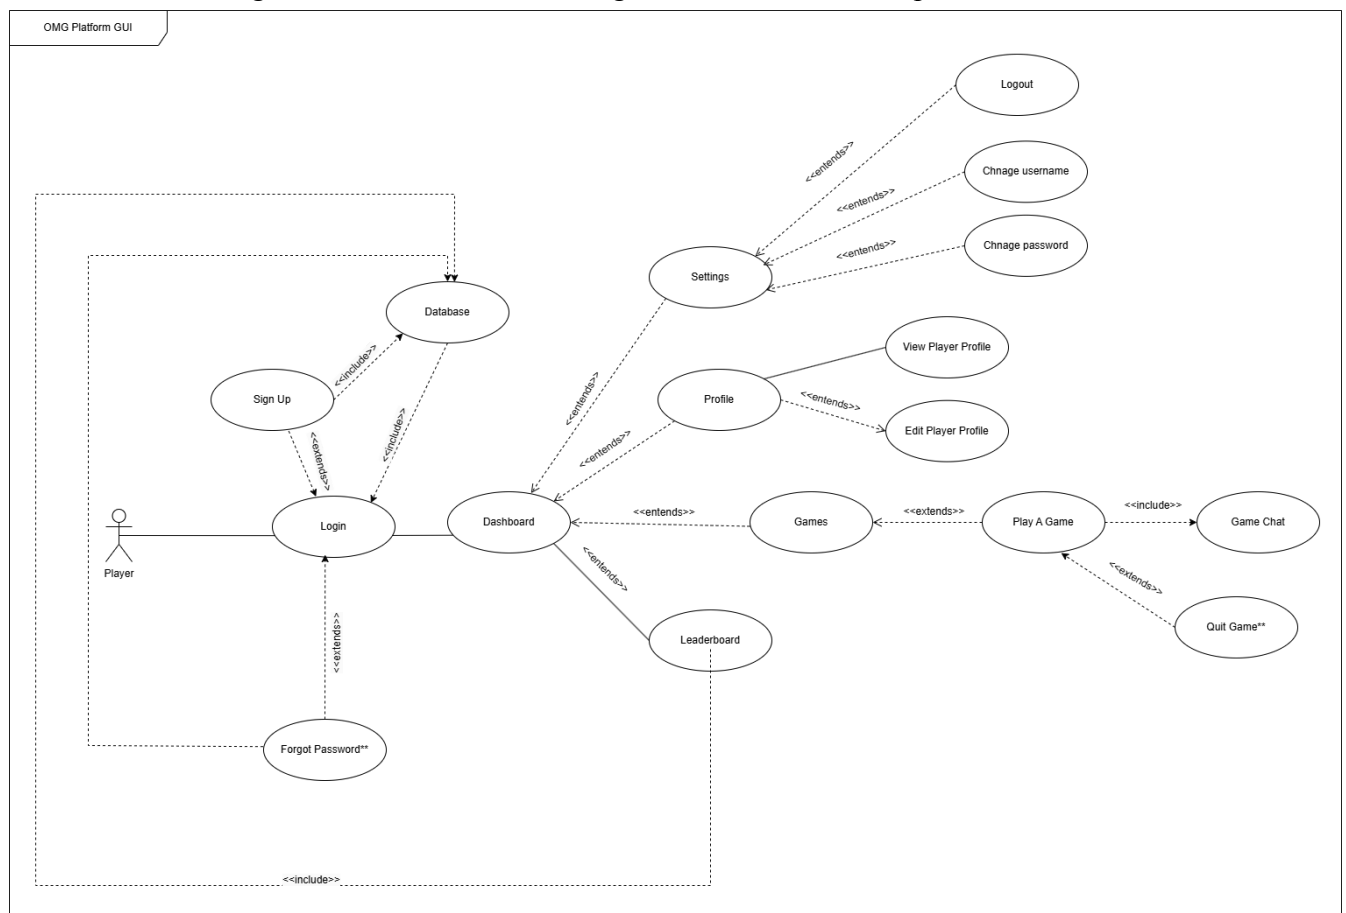 OMG Platform GUI
Logout
<<entends>>
Chnage username
<<entends>>
Chnage password
<<entends>>
Settings
Database
View Player Profile
<<include>>
Sign Up
<<entends>>
Profile
<<entends>>
Edit Player Profile
<<include>>
<<extends>>
<<entends>>
Player
Login
Dashboard
<<entends>>
Games
<<extends>>
Play A Game
<<include>>
Game Chat
<<entends>>
<<extends>>
Quit Game**
Leaderboard
<<extends>>
Forgot Password**
<<include>>